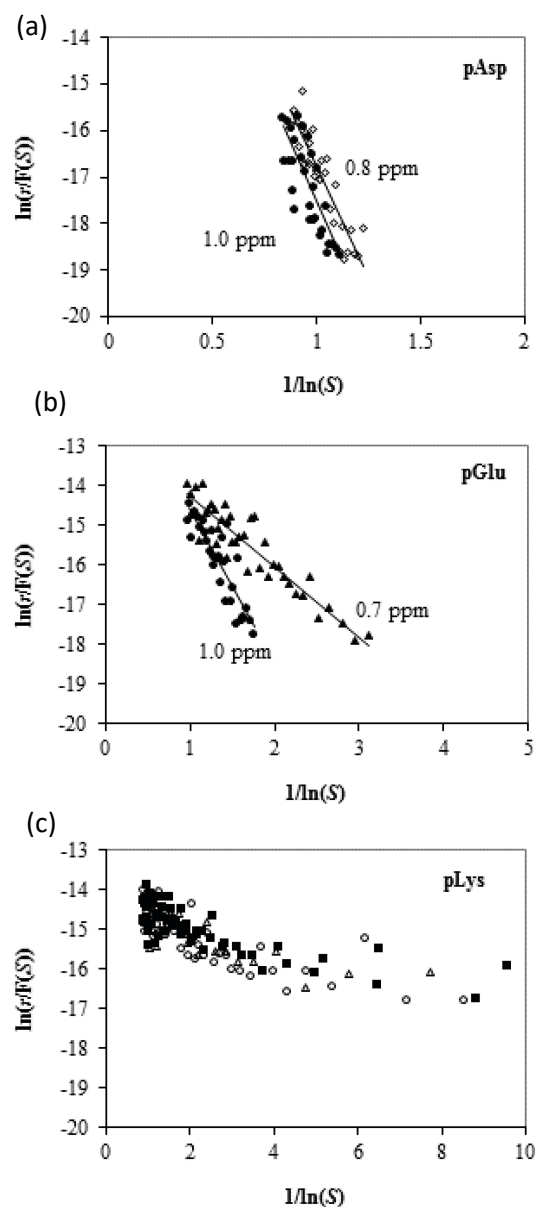 (a)
-14
-15
-16
-17
-18
-19
-20
ln(r/F(S))
pAsp
0.8 ppm
1.0 ppm
0 0.5 1 1.5 2
1/ln(S)
(b)
-13
-14
-15
-16
-17
-18
-19
-20
ln(r/F(S))
pGlu
0.7 ppm
1.0 ppm
0 1 2 3 4 5
1/ln(S)
(c)
-13
-14
-15
-16
-17
-18
-19
-20
ln(r/F(S))
pLys
0 2 4 6 8 10
1/ln(S)